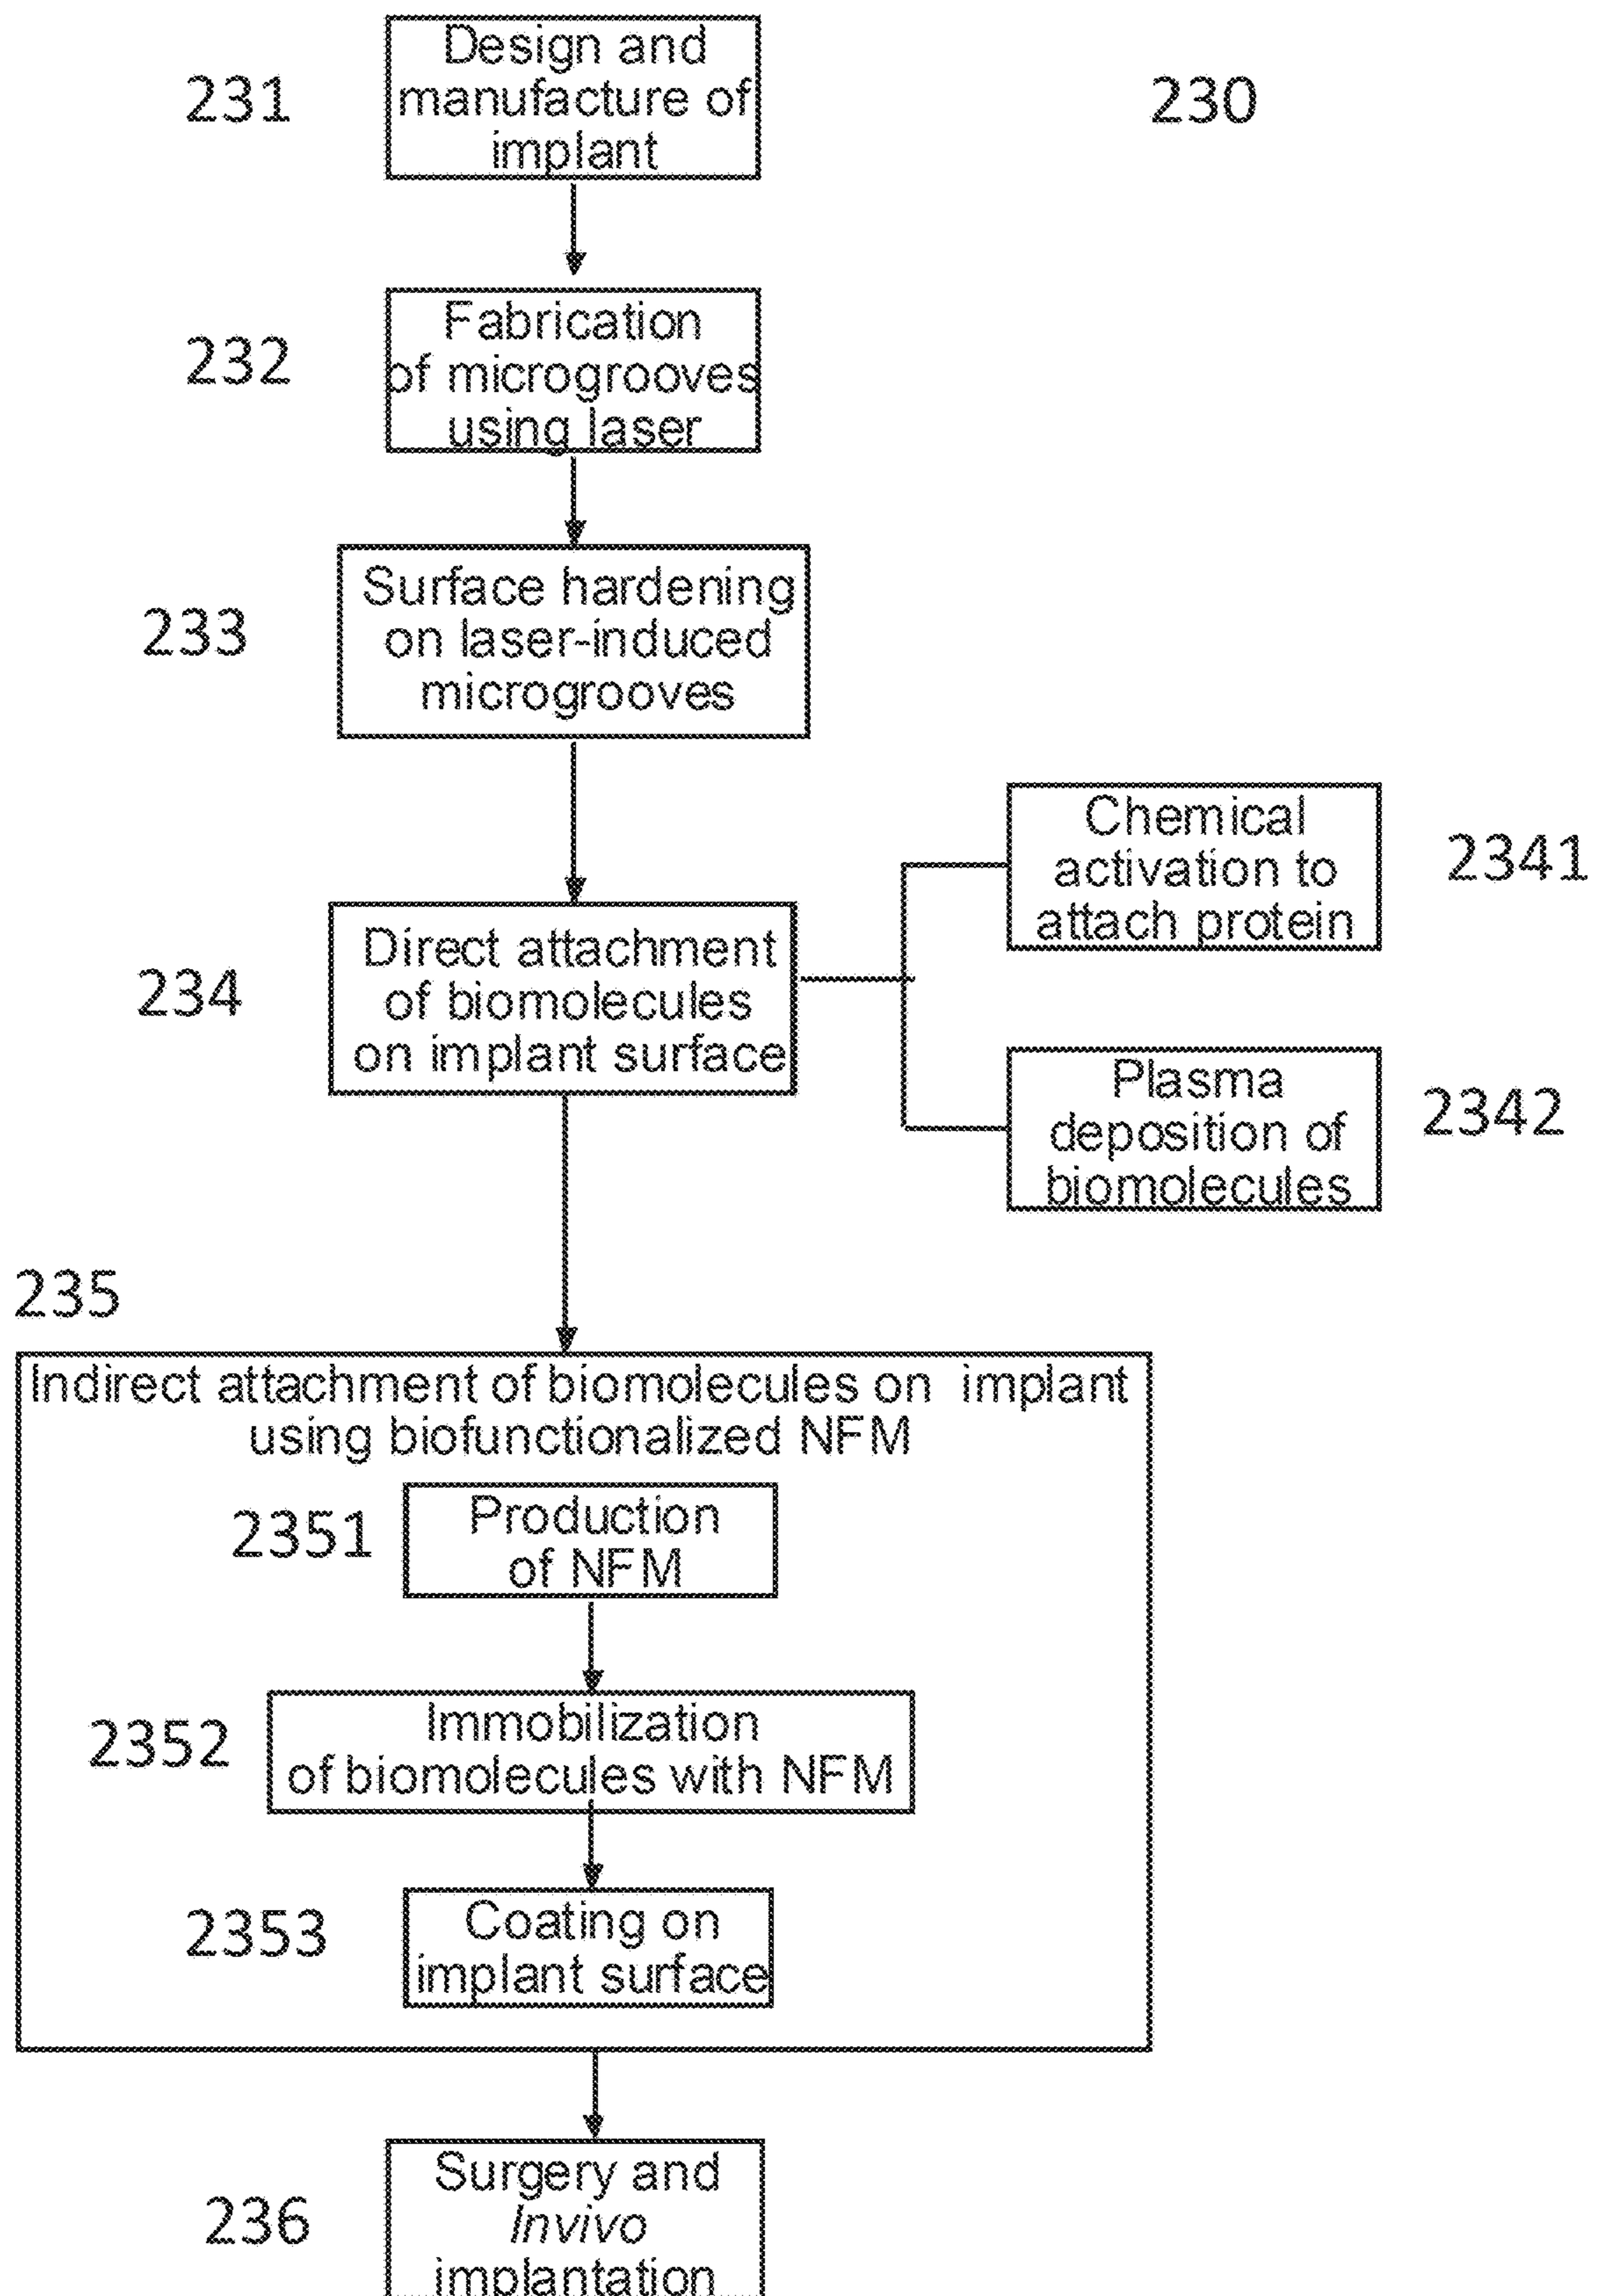 231
Design and
manufacture of
implant
230
232
Fabrication
of microgrooves
using laser
233
Surface hardening
on laser-induced
microgrooves
234
Direct attachment
of biomolecules
on implant surface
Chemical
activation to
attach protein
2341
Plasma
deposition of
biomolecules
2342
235
Indirect attachment of biomolecules on implant
using biofunctionalized NFM
2351
Production
of NFM
2352
Immobilization
of biomolecules with NFM
2353
Coating on
implant surface
236
Surgery and
Invivo
implantation